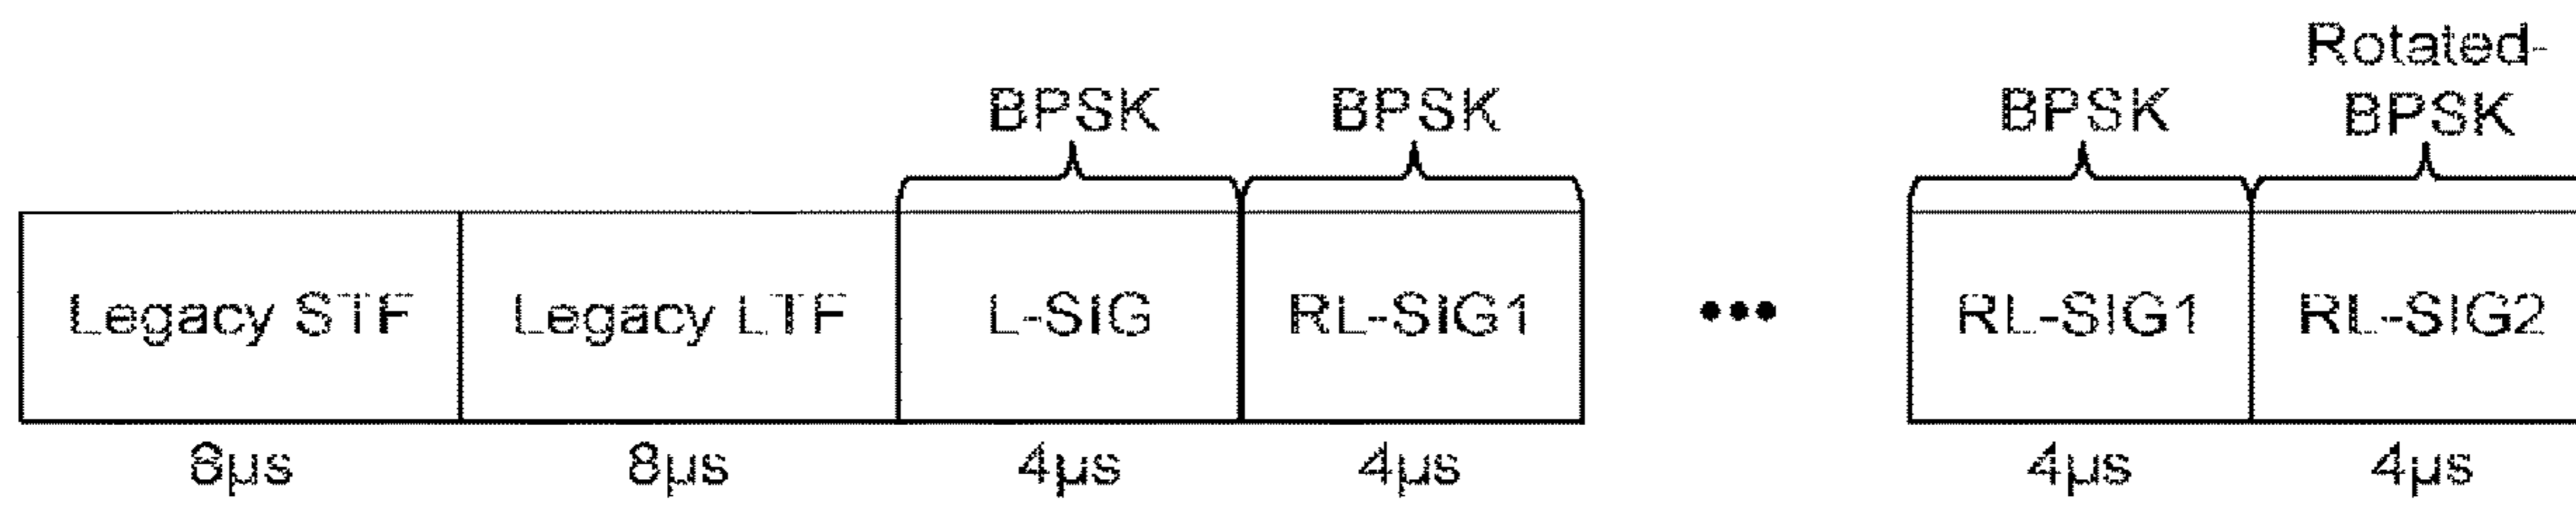 Rotated-
BPSK BPSK BPSK BPSK
Legacy STF Legacy LTF L-SIG RL-SIG1 ••• RL-SIG1 RL-SIG2
8µs 8µs 4µs 4µs 4µs 4µs